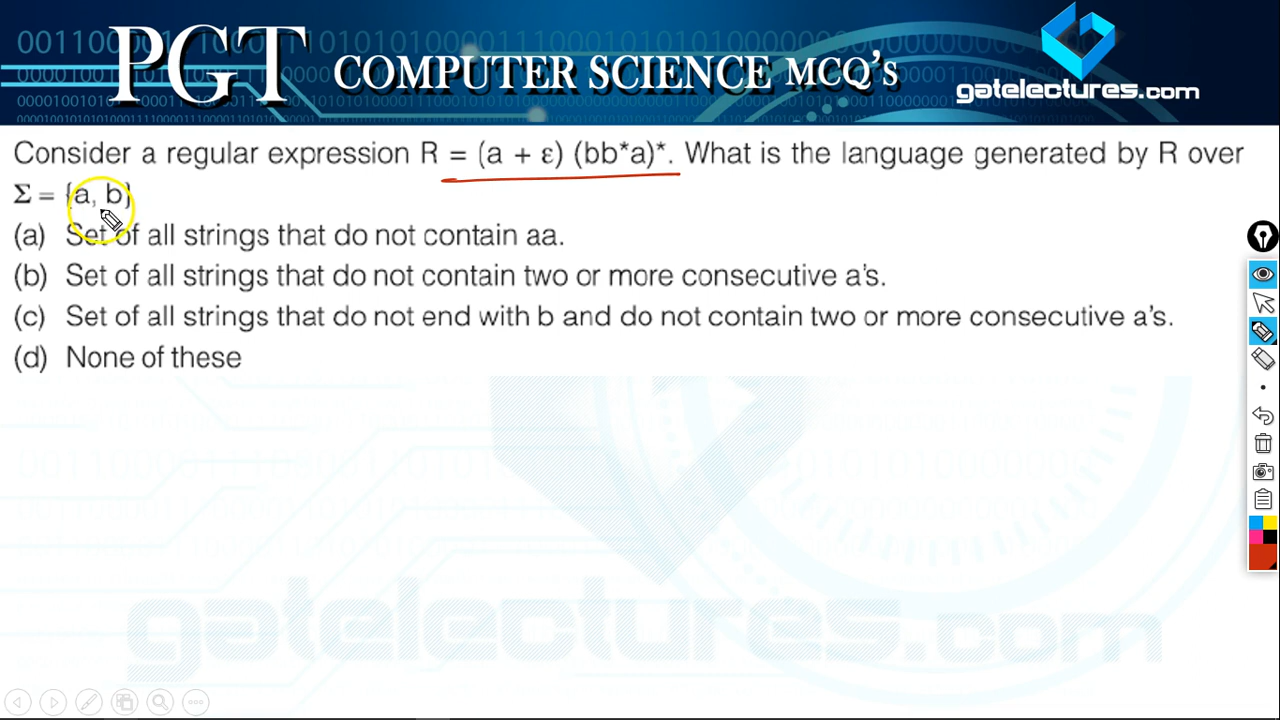 PGT COMPUTER SCIENCE MCQ's
gatelectures.com
Consider a regular expression R = (a + ε) (bb*a)*. What is the language generated by R over
Σ = {a, b}
(a) Set of all strings that do not contain aa.
(b) Set of all strings that do not contain two or more consecutive a's.
(c) Set of all strings that do not end with b and do not contain two or more consecutive a's.
(d) None of these
gatelectures.com